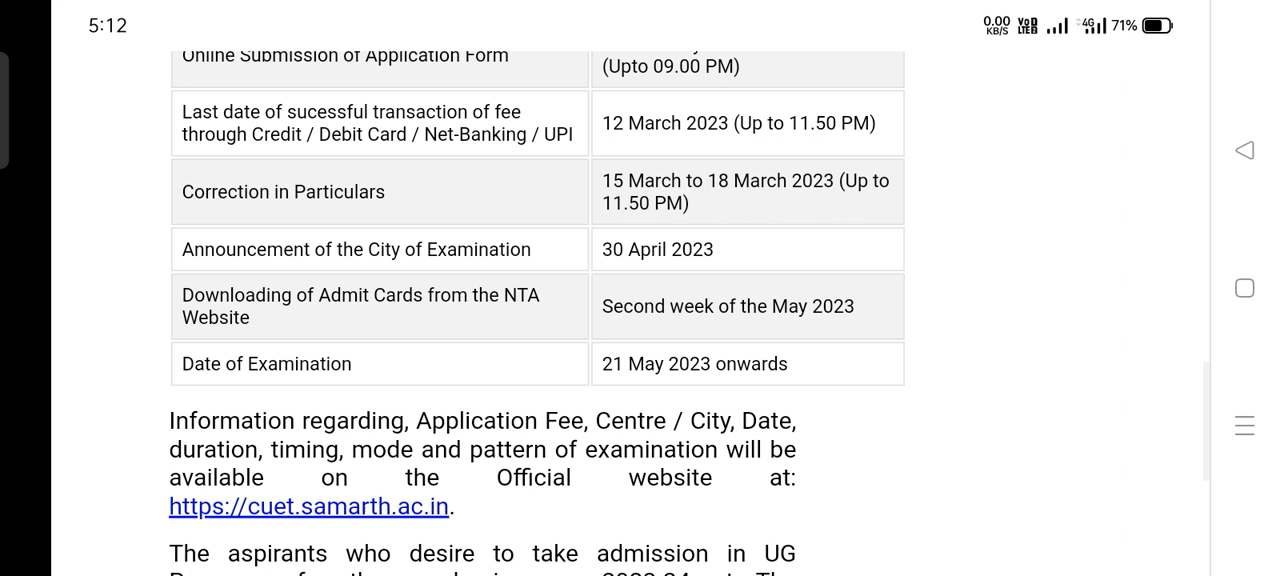 5:12
0.00 KB/S VoD LTE2 4G 71%
Online Submission of Application Form
(Upto 09.00 PM)
Last date of sucessful transaction of fee
through Credit / Debit Card / Net-Banking / UPI
12 March 2023 (Up to 11.50 PM)
Correction in Particulars
15 March to 18 March 2023 (Up to
11.50 PM)
Announcement of the City of Examination
30 April 2023
Downloading of Admit Cards from the NTA
Website
Second week of the May 2023
Date of Examination
21 May 2023 onwards
Information regarding, Application Fee, Centre / City, Date,
duration, timing, mode and pattern of examination will be
available on the Official website at:
https://cuet.samarth.ac.in.
The aspirants who desire to take admission in UG